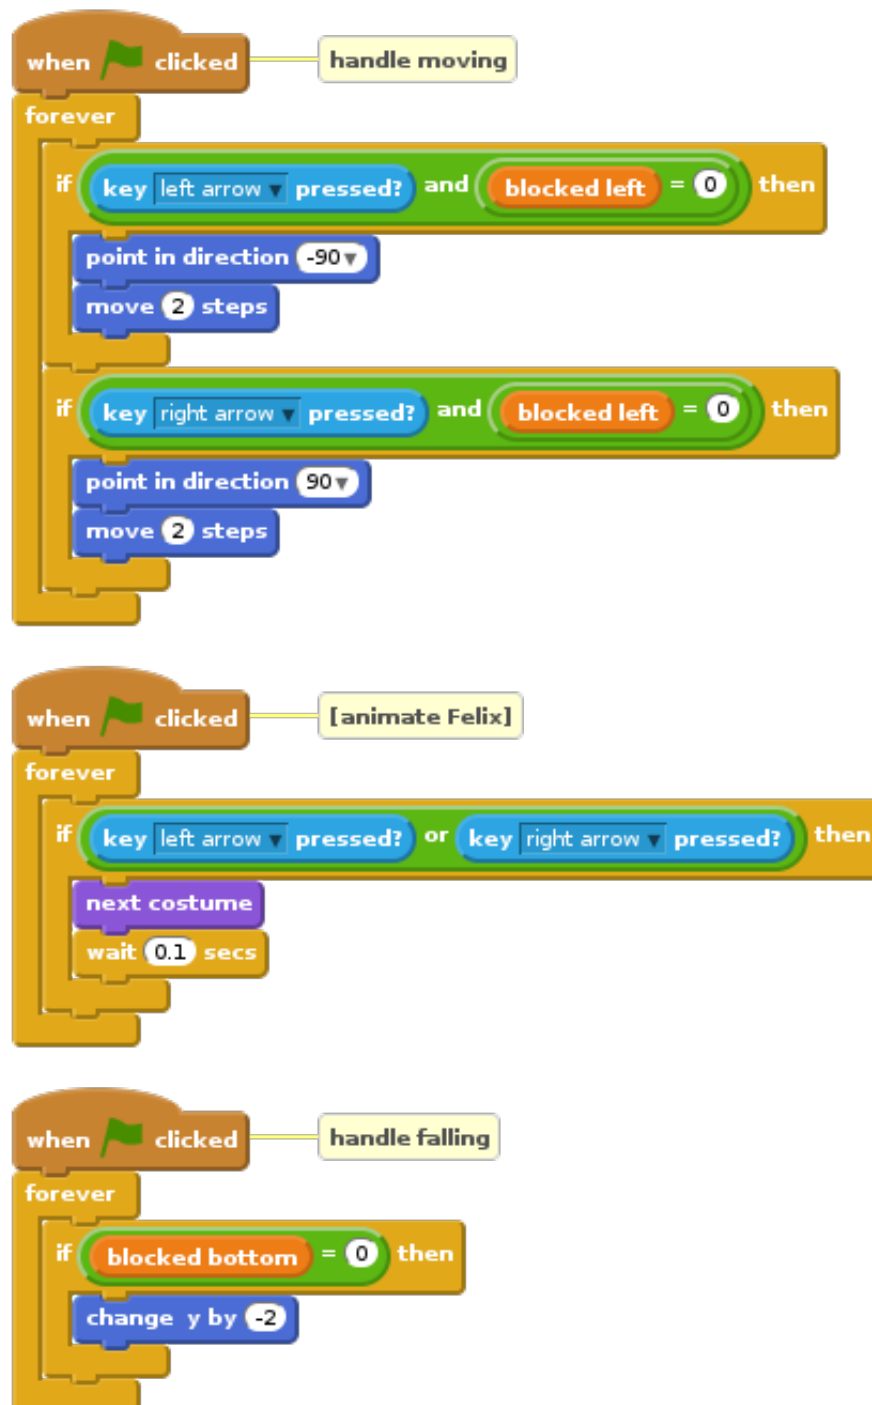 when clicked handle moving
forever
if key left arrow pressed? and blocked left = 0 then
point in direction -90
move 2 steps
if key right arrow pressed? and blocked left = 0 then
point in direction 90
move 2 steps
when clicked [animate Felix]
forever
if key left arrow pressed? or key right arrow pressed? then
next costume
wait 0.1 secs
when clicked handle falling
forever
if blocked bottom = 0 then
change y by -2